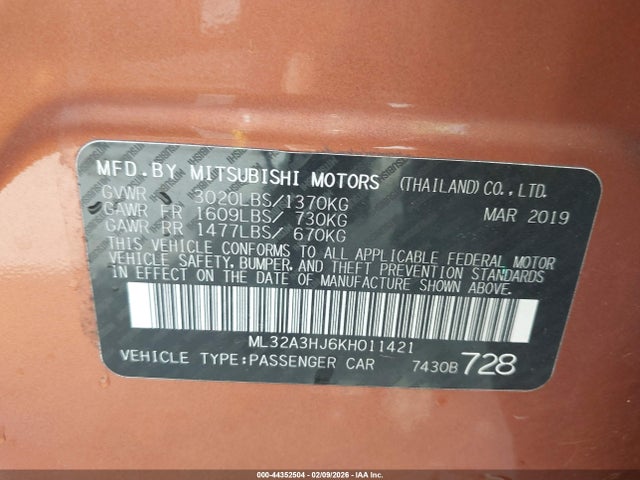 MFD.BY MITSUBISHI MOTORS (THAILAND)CO.,LTD.
GVWR 3020LBS/1370KG MAR 2019
GAWR FR 1609LBS/ 730KG
GAWR RR 1477LBS/ 670KG
THIS VEHICLE CONFORMS TO ALL APPLICABLE FEDERAL MOTOR
VEHICLE SAFETY, BUMPER, AND THEFT PREVENTION STANDARDS
IN EFFECT ON THE DATE OF MANUFACTURE SHOWN ABOVE.
ML32A3HJ6KH011421
VEHICLE TYPE:PASSENGER CAR 7430B 728
000-44352504 - 02/09/2026 - IAA Inc.